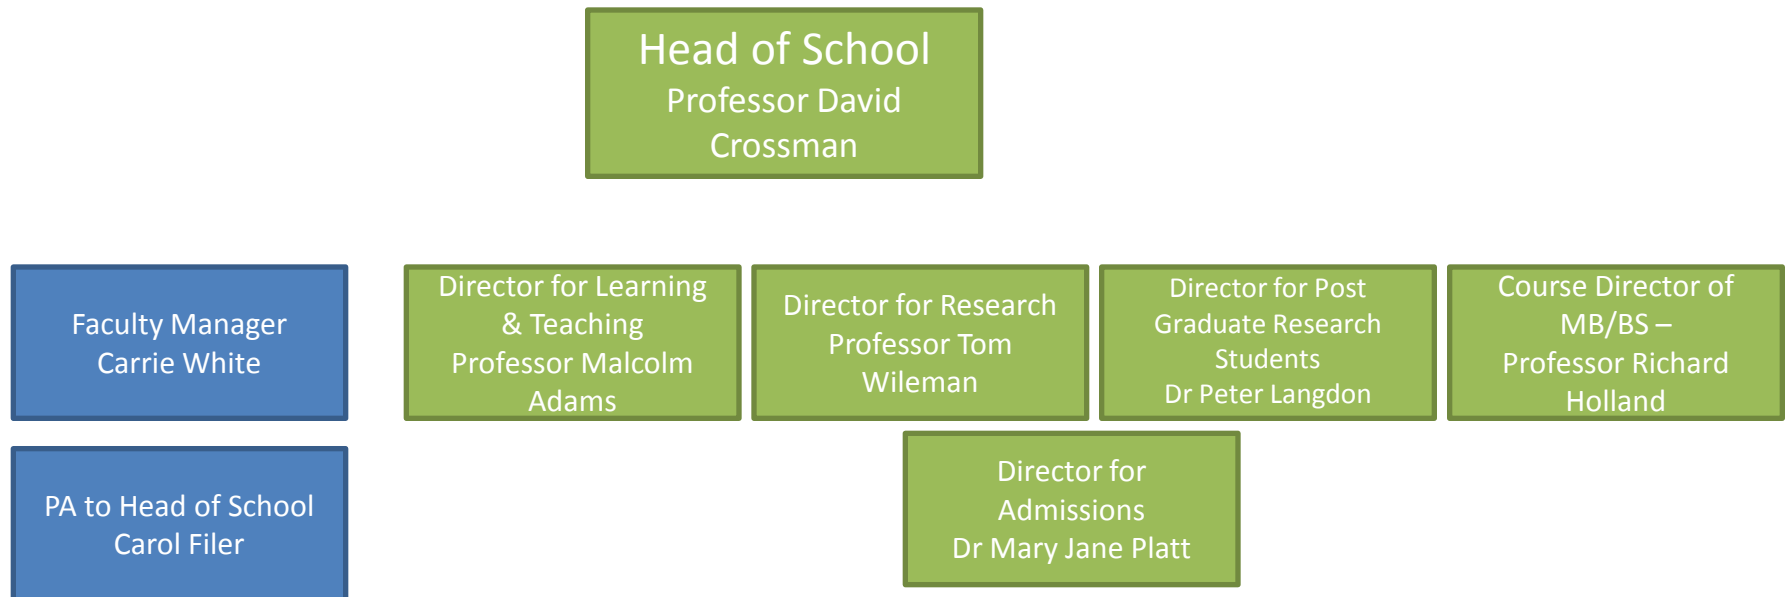 Head of School
Professor David
Crossman
Faculty Manager
Carrie White
Director for Learning
& Teaching
Professor Malcolm
Adams
Director for Research
Professor Tom
Wileman
Director for Post
Graduate Research
Students
Dr Peter Langdon
Course Director of
MB/BS –
Professor Richard
Holland
PA to Head of School
Carol Filer
Director for
Admissions
Dr Mary Jane Platt